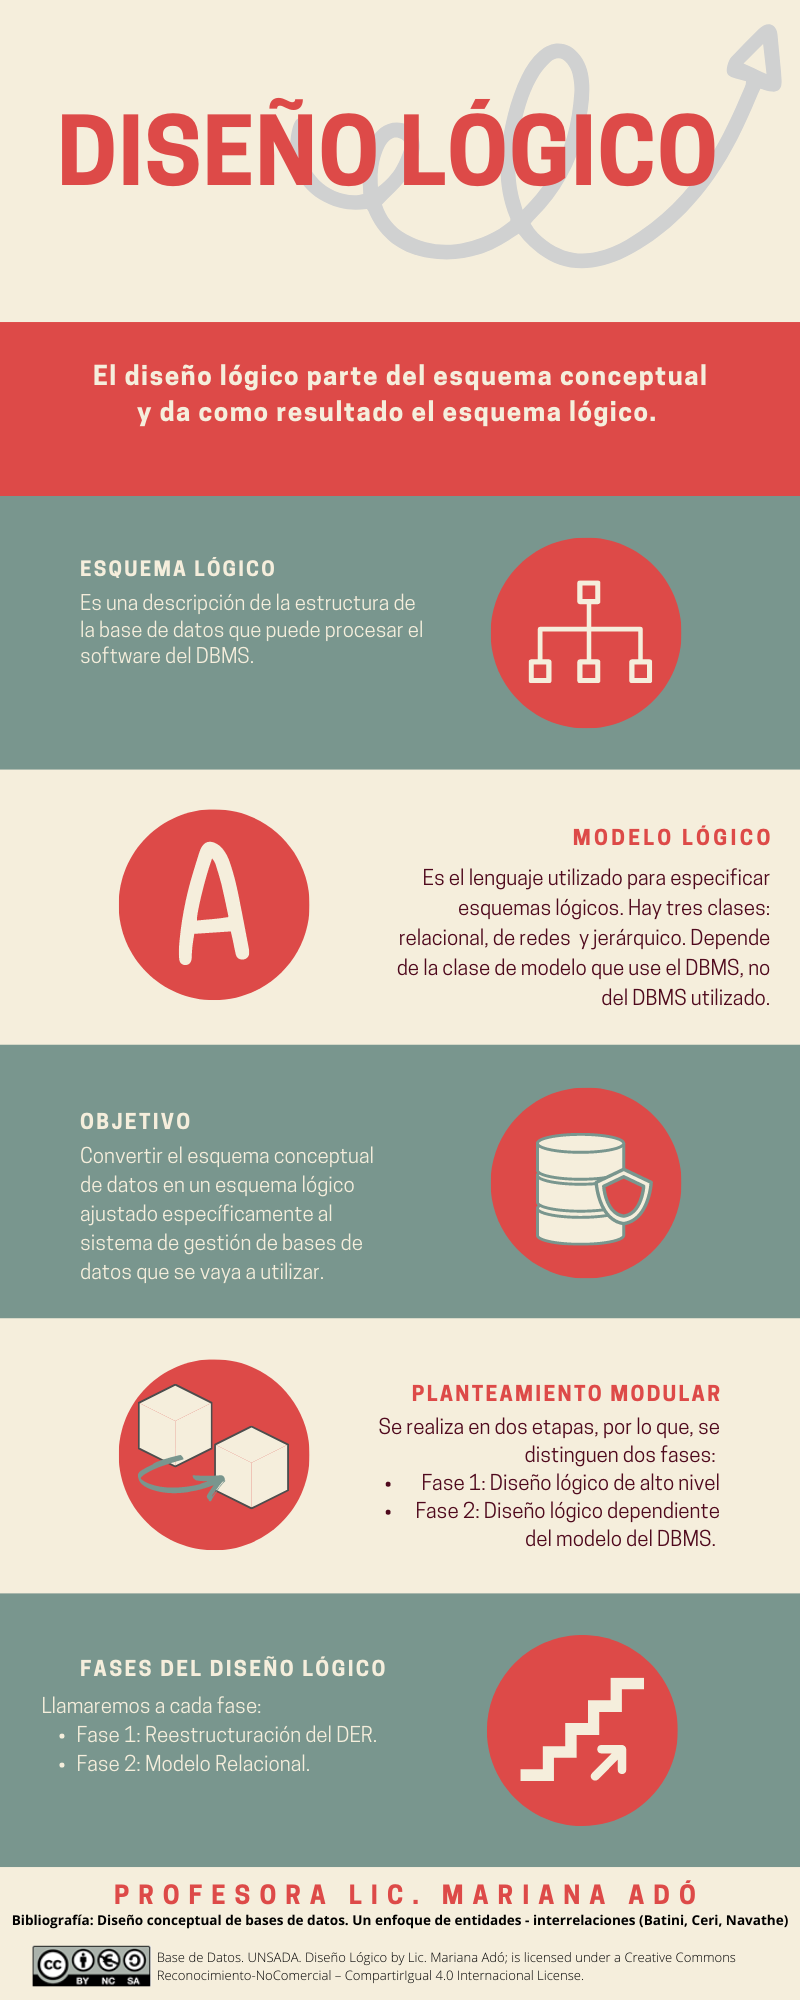 DISEÑO LÓGICO
El diseño lógico parte del esquema conceptual
y da como resultado el esquema lógico.
ESQUEMA LÓGICO
Es una descripción de la estructura de
la base de datos que puede procesar el
software del DBMS.
A
MODELO LÓGICO
Es el lenguaje utilizado para especificar
esquemas lógicos. Hay tres clases:
relacional, de redes  y jerárquico. Depende
de la clase de modelo que use el DBMS, no
del DBMS utilizado.
OBJETIVO
Convertir el esquema conceptual
de datos en un esquema lógico
ajustado específicamente al
sistema de gestión de bases de
datos que se vaya a utilizar.
PLANTEAMIENTO MODULAR
Se realiza en dos etapas, por lo que, se
distinguen dos fases:
• Fase 1: Diseño lógico de alto nivel
• Fase 2: Diseño lógico dependiente
del modelo del DBMS.
FASES DEL DISEÑO LÓGICO
Llamaremos a cada fase:
• Fase 1: Reestructuración del DER.
• Fase 2: Modelo Relacional.
PROFESORA LIC. MARIANA ADÓ
Bibliografía: Diseño conceptual de bases de datos. Un enfoque de entidades - interrelaciones (Batini, Ceri, Navathe)
cc BY NC SA
Base de Datos. UNSADA. Diseño Lógico by Lic. Mariana Adó; is licensed under a Creative Commons
Reconocimiento-NoComercial – CompartirIgual 4.0 Internacional License.